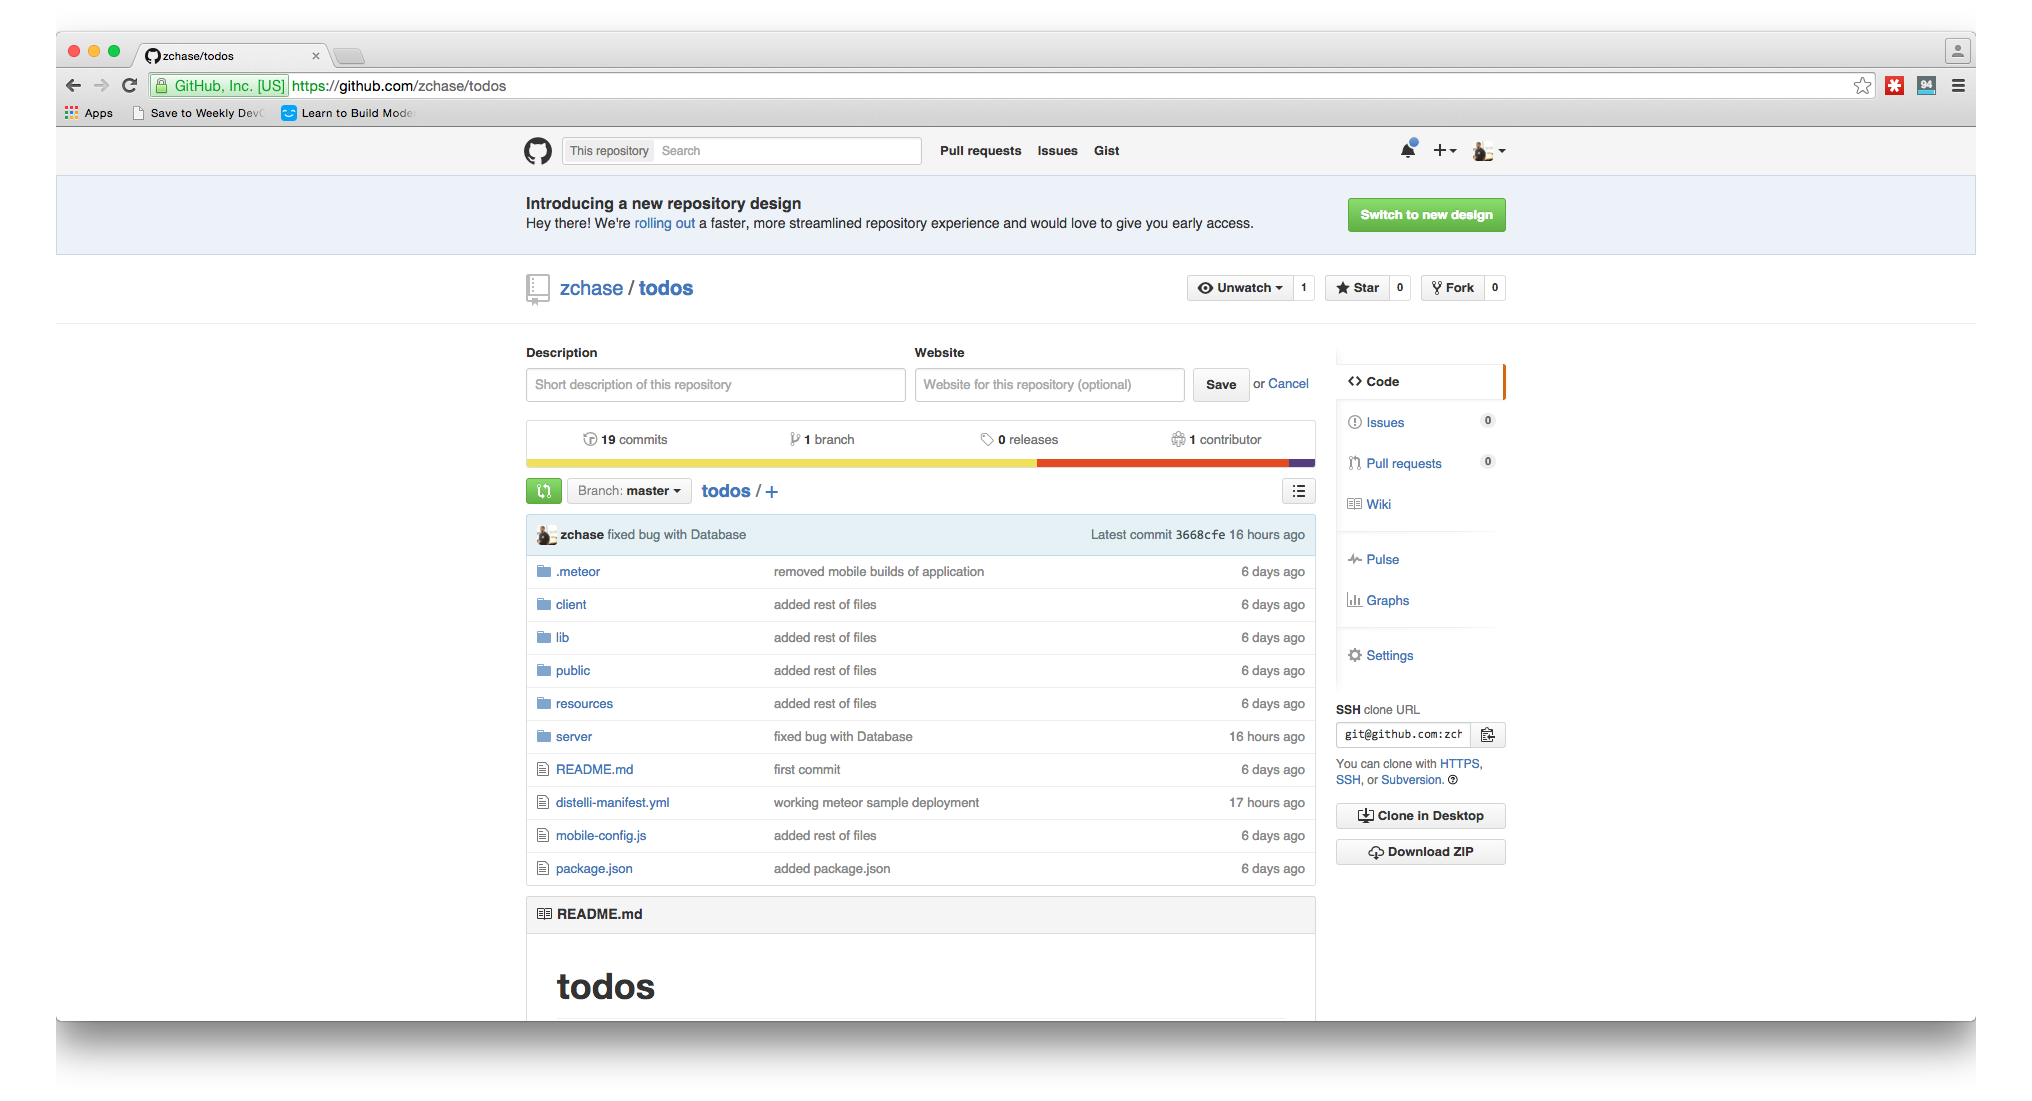 zchase/todos
GitHub, Inc. [US] https://github.com/zchase/todos
94
Apps Save to Weekly Dev Learn to Build Mode
This repository Search Pull requests Issues Gist
Introducing a new repository design
Hey there! We're rolling out a faster, more streamlined repository experience and would love to give you early access.
Switch to new design
zchase / todos
Unwatch 1 Star 0 Fork 0
Description Website
Short description of this repository Website for this repository (optional) Save or Cancel
19 commits 1 branch 0 releases 1 contributor
Branch: master todos / +
zchase fixed bug with Database Latest commit 3668cfe 16 hours ago
.meteor removed mobile builds of application 6 days ago
client added rest of files 6 days ago
lib added rest of files 6 days ago
public added rest of files 6 days ago
resources added rest of files 6 days ago
server fixed bug with Database 16 hours ago
README.md first commit 6 days ago
distelli-manifest.yml working meteor sample deployment 17 hours ago
mobile-config.js added rest of files 6 days ago
package.json added package.json 6 days ago
README.md
todos
Code
Issues 0
Pull requests 0
Wiki
Pulse
Graphs
Settings
SSH clone URL
git@github.com:zch
You can clone with HTTPS,
SSH, or Subversion.
Clone in Desktop
Download ZIP